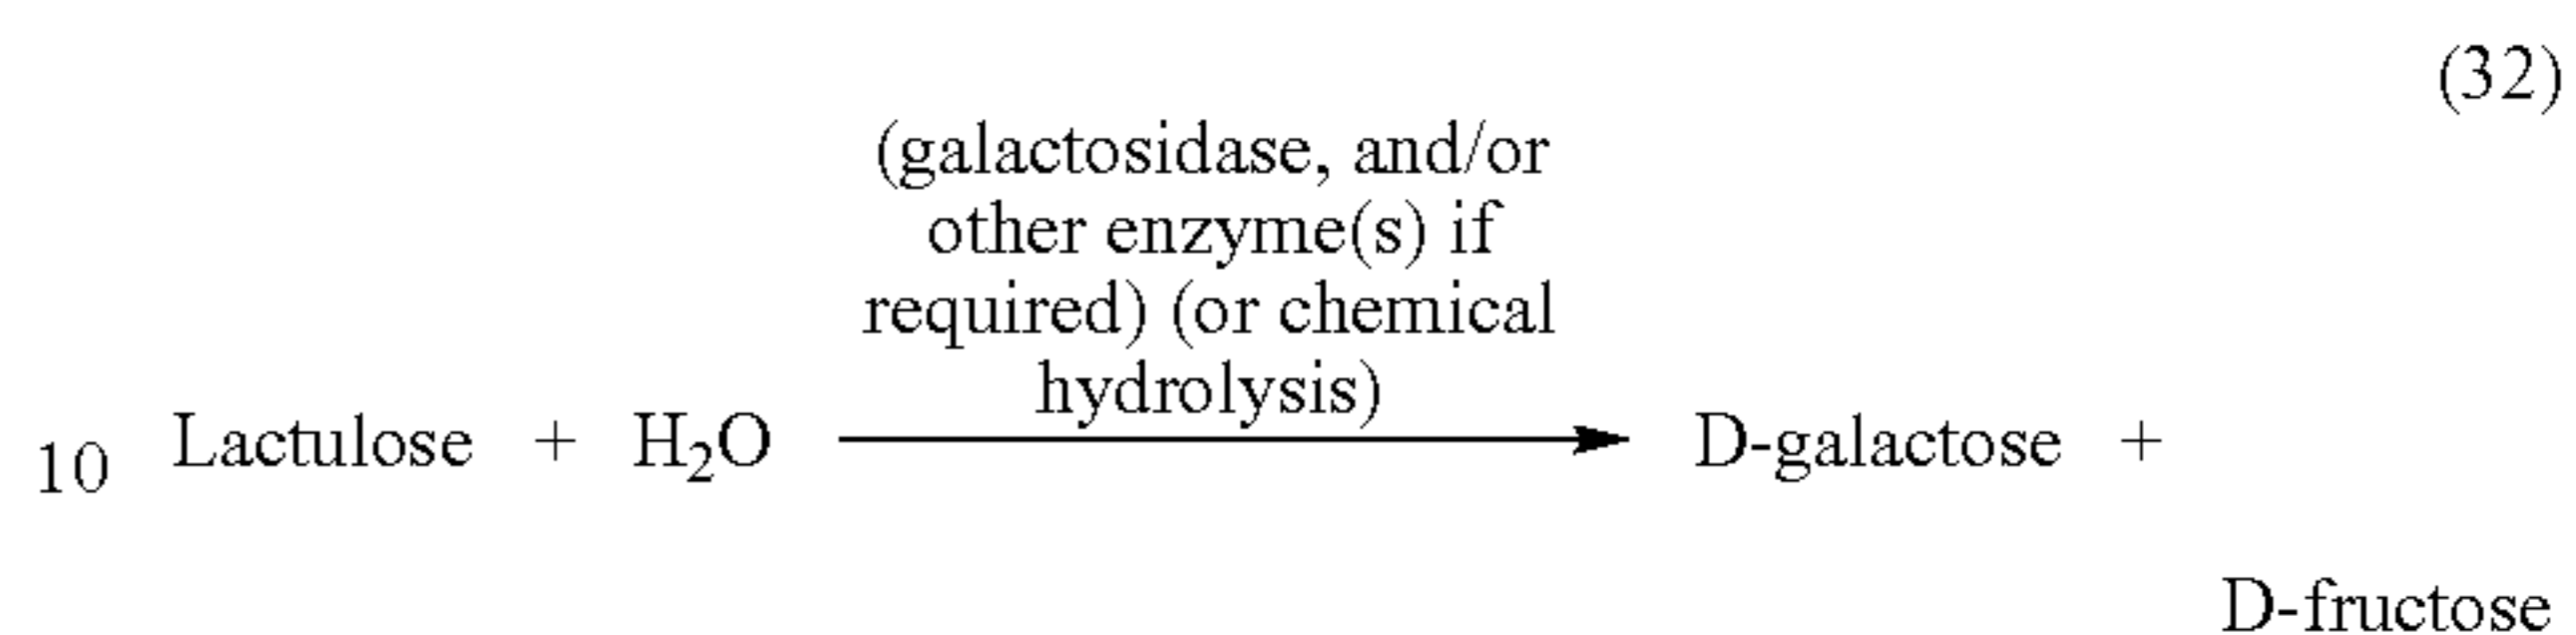 (32)
(galactosidase, and/or
other enzyme(s) if
required) (or chemical
hydrolysis)
10 Lactulose + H₂O → D-galactose +
D-fructose